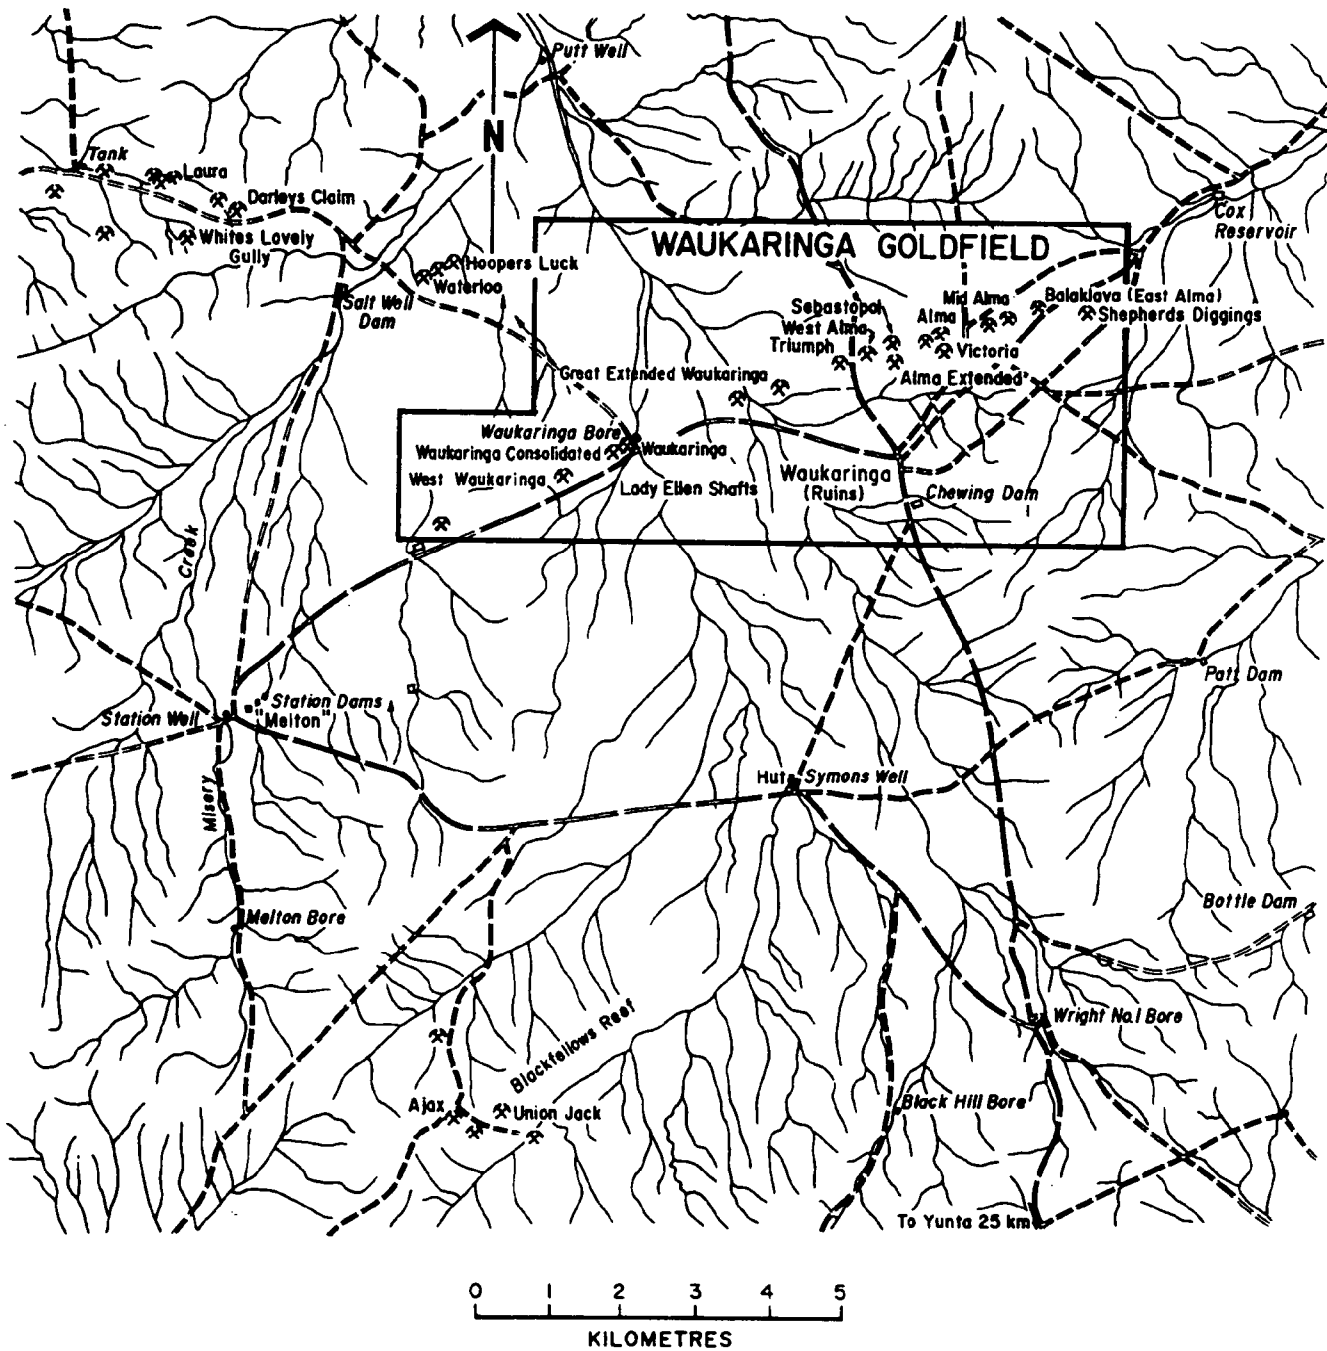 Putt Well
N
Tank
Laura
Darleys Claim
Whites Lovely
Gully
Cox
Reservoir
WAUKARINGA GOLDFIELD
Hoopers Luck
Waterloo
Salt Well
Dam
Sebastopol
West Alma
Triumph
Mid Alma
Alma
Balaklava (East Alma)
Shepherds Diggings
Victoria
Alma Extended
Great Extended Waukaringa
Waukaringa Bore
Waukaringa Consolidated
Waukaringa
West Waukaringa
Lady Ellen Shafts
Waukaringa
(Ruins)
Chewing Dam
Creek
Patt Dam
Station Dams
"Melton"
Station Well
Hut
Symons Well
Misery
Bottle Dam
Melton Bore
Wright No.1 Bore
Blackfellows Reef
Ajax
Union Jack
Black Hill Bore
To Yunta 25 km
0 1 2 3 4 5
KILOMETRES